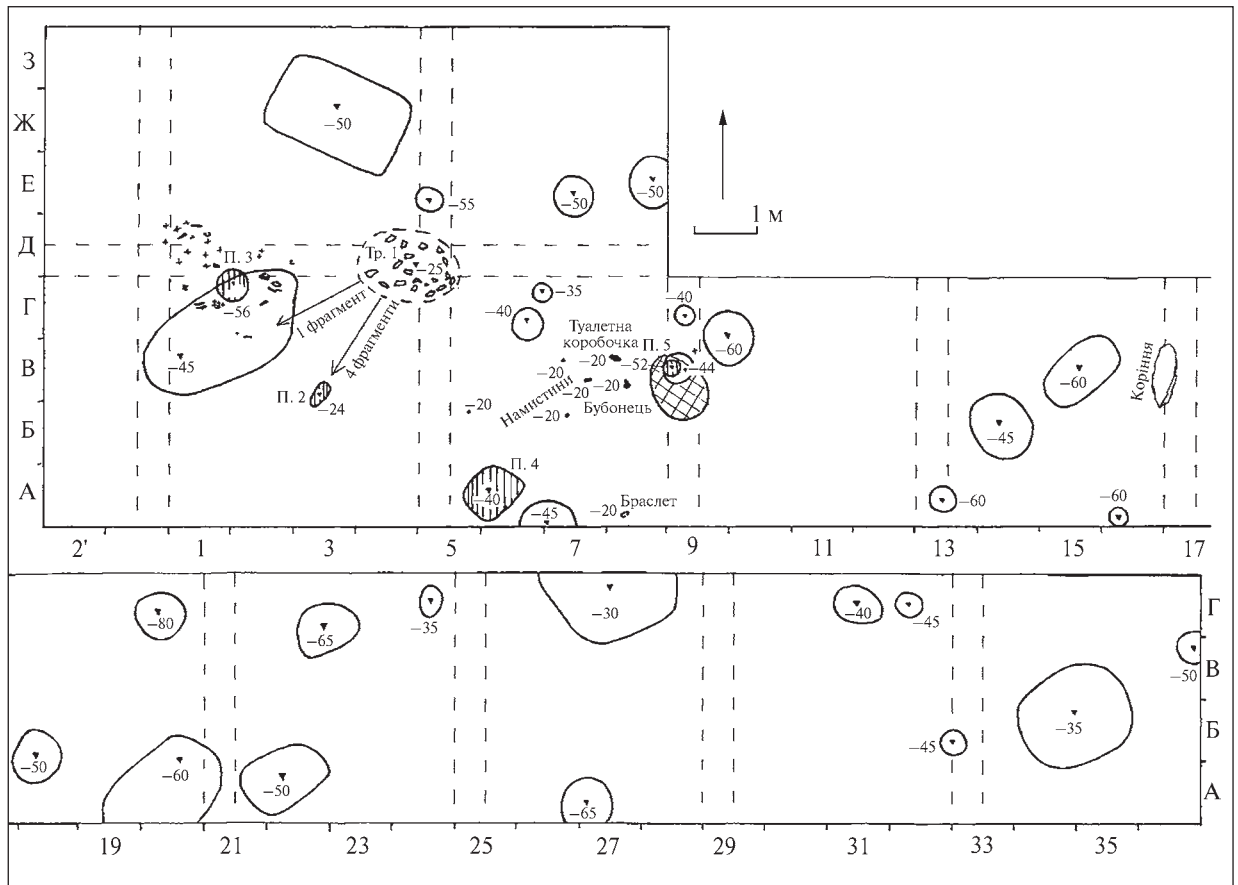 З
Ж
Е
Д
Г
В
Б
А
−50
−55
−50
−50
1 м
П. 3
−56
−45
Тр. 1
−25
1 фрагмент
4 фрагменти
П. 2
−24
−35
−40
−40
−60
Туалетна
коробочка
−20
−20
−20
−20
−20
−20
Намистини
Бубонець
П. 5
−52
−44
П. 4
−40
−45
−20
Браслет
−60
−45
Коріння
−60
−60
2' 1 3 5 7 9 11 13 15 17
−80
−65
−35
−30
−40
−45
−50
−50
−60
−50
−65
−45
−35
Г
В
Б
А
19 21 25 27 29 31 33 35